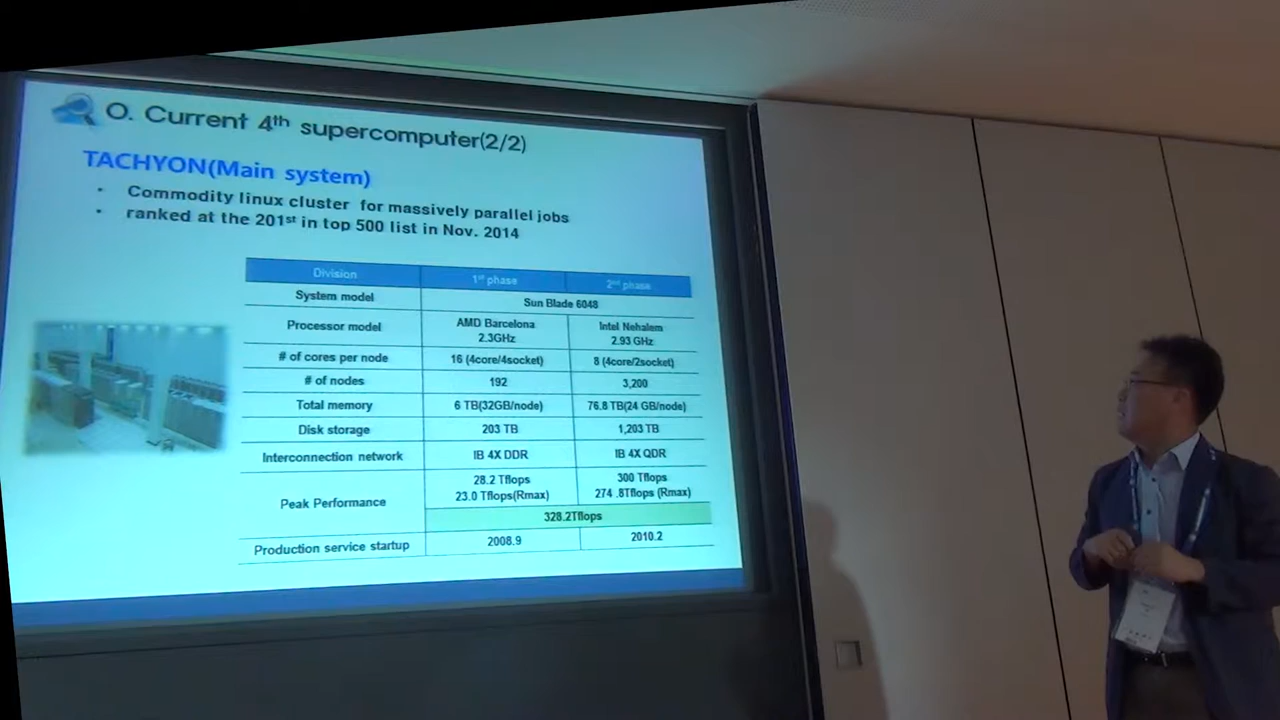 O. Current 4th supercomputer(2/2)
TACHYON(Main system)
• Commodity linux cluster for massively parallel jobs
• ranked at the 201st in top 500 list in Nov. 2014
Division 1st phase 2nd phase
System model Sun Blade 6048
Processor model AMD Barcelona 2.3GHz Intel Nehalem 2.93 GHz
# of cores per node 16 (4core/4socket) 8 (4core/2socket)
# of nodes 192 3,200
Total memory 6 TB(32GB/node) 76.8 TB(24 GB/node)
Disk storage 203 TB 1,203 TB
Interconnection network IB 4X DDR IB 4X QDR
Peak Performance 28.2 Tflops 23.0 Tflops(Rmax) 300 Tflops 274 .8Tflops (Rmax)
328.2Tflops
Production service startup 2008.9 2010.2